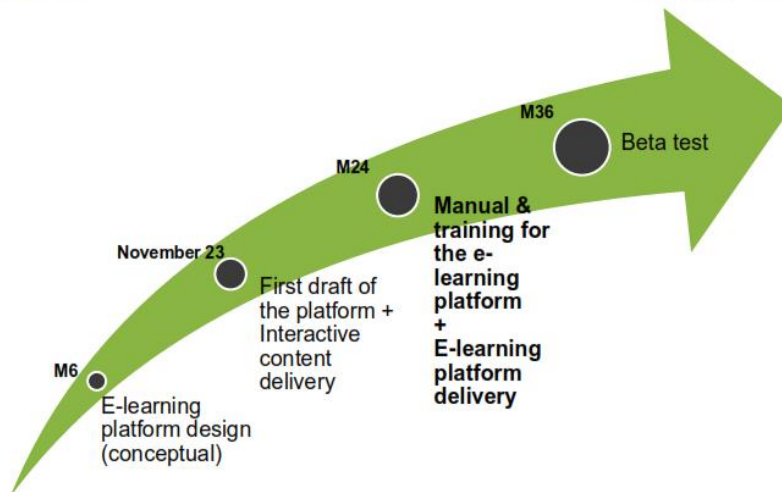 M6
E-learning
platform design
(conceptual)
November 23
First draft of
the platform +
Interactive
content
delivery
M24
Manual &
training for
the e-
learning
platform
+
E-learning
platform
delivery
M36
Beta test